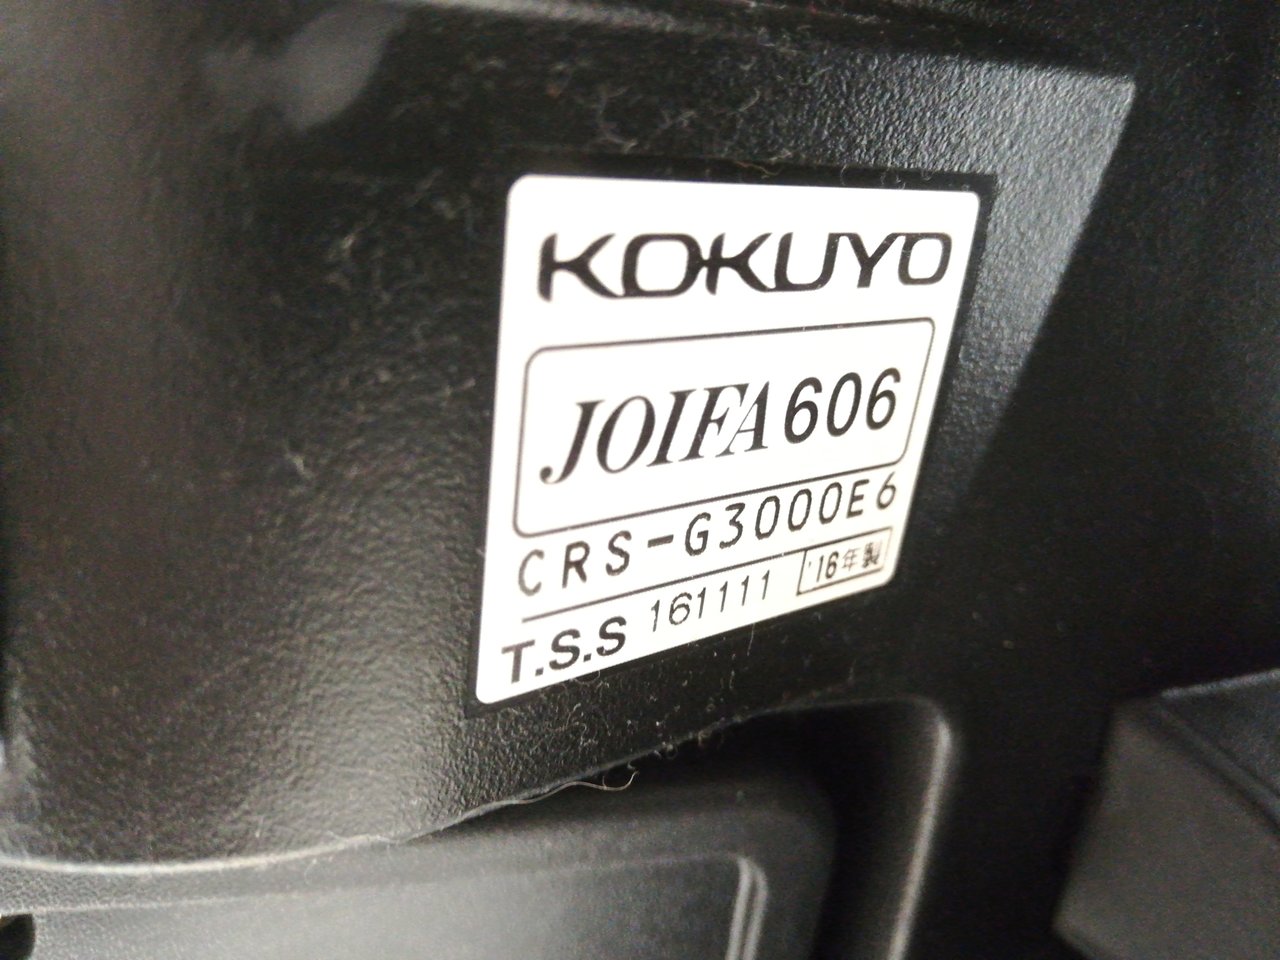 KOKUYO
JOIFA 606
CRS-G3000E6
T.S.S 161111 '16年製